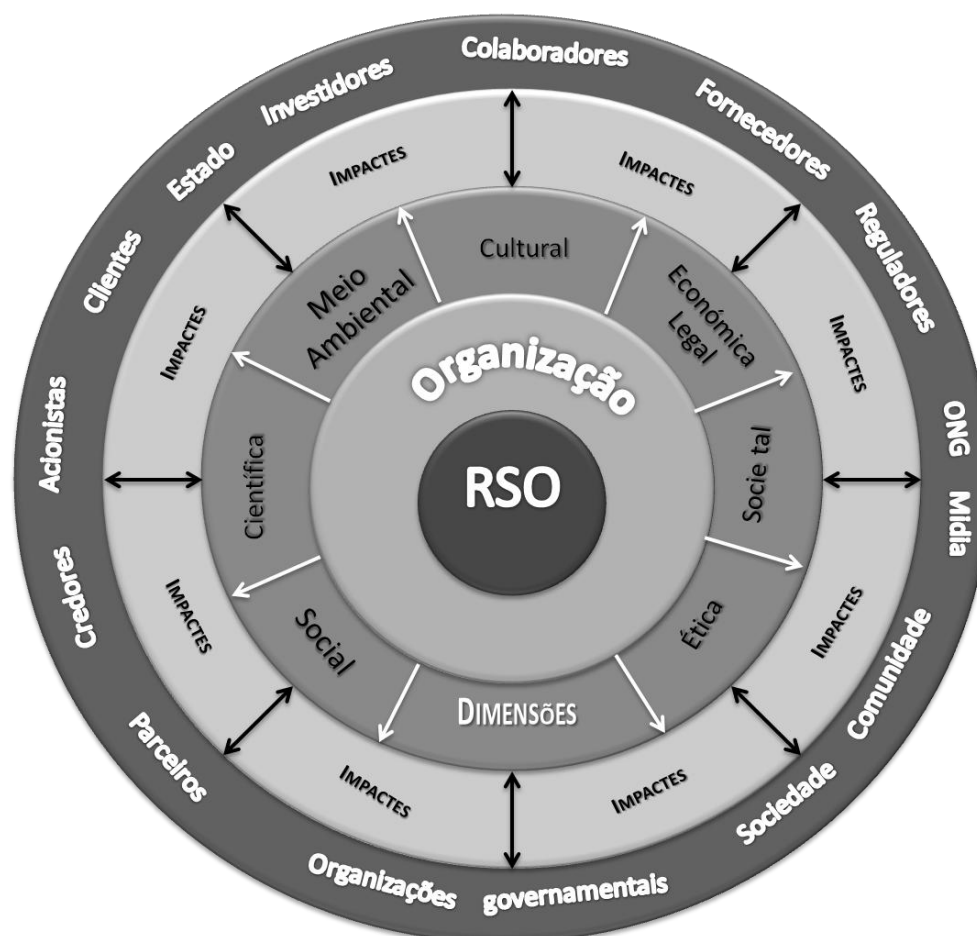 Colaboradores
Fornecedores
Reguladores
ONG
Mídia
Comunidade
Sociedade
Organizações governamentais
Parceiros
Credores
Acionistas
Clientes
Estado
Investidores
IMPACTES
IMPACTES
IMPACTES
IMPACTES
IMPACTES
IMPACTES
IMPACTES
IMPACTES
Cultural
Económica
Legal
Socie tal
Ética
DIMENSÕES
Social
Científica
Meio
Ambiental
Organização
RSO